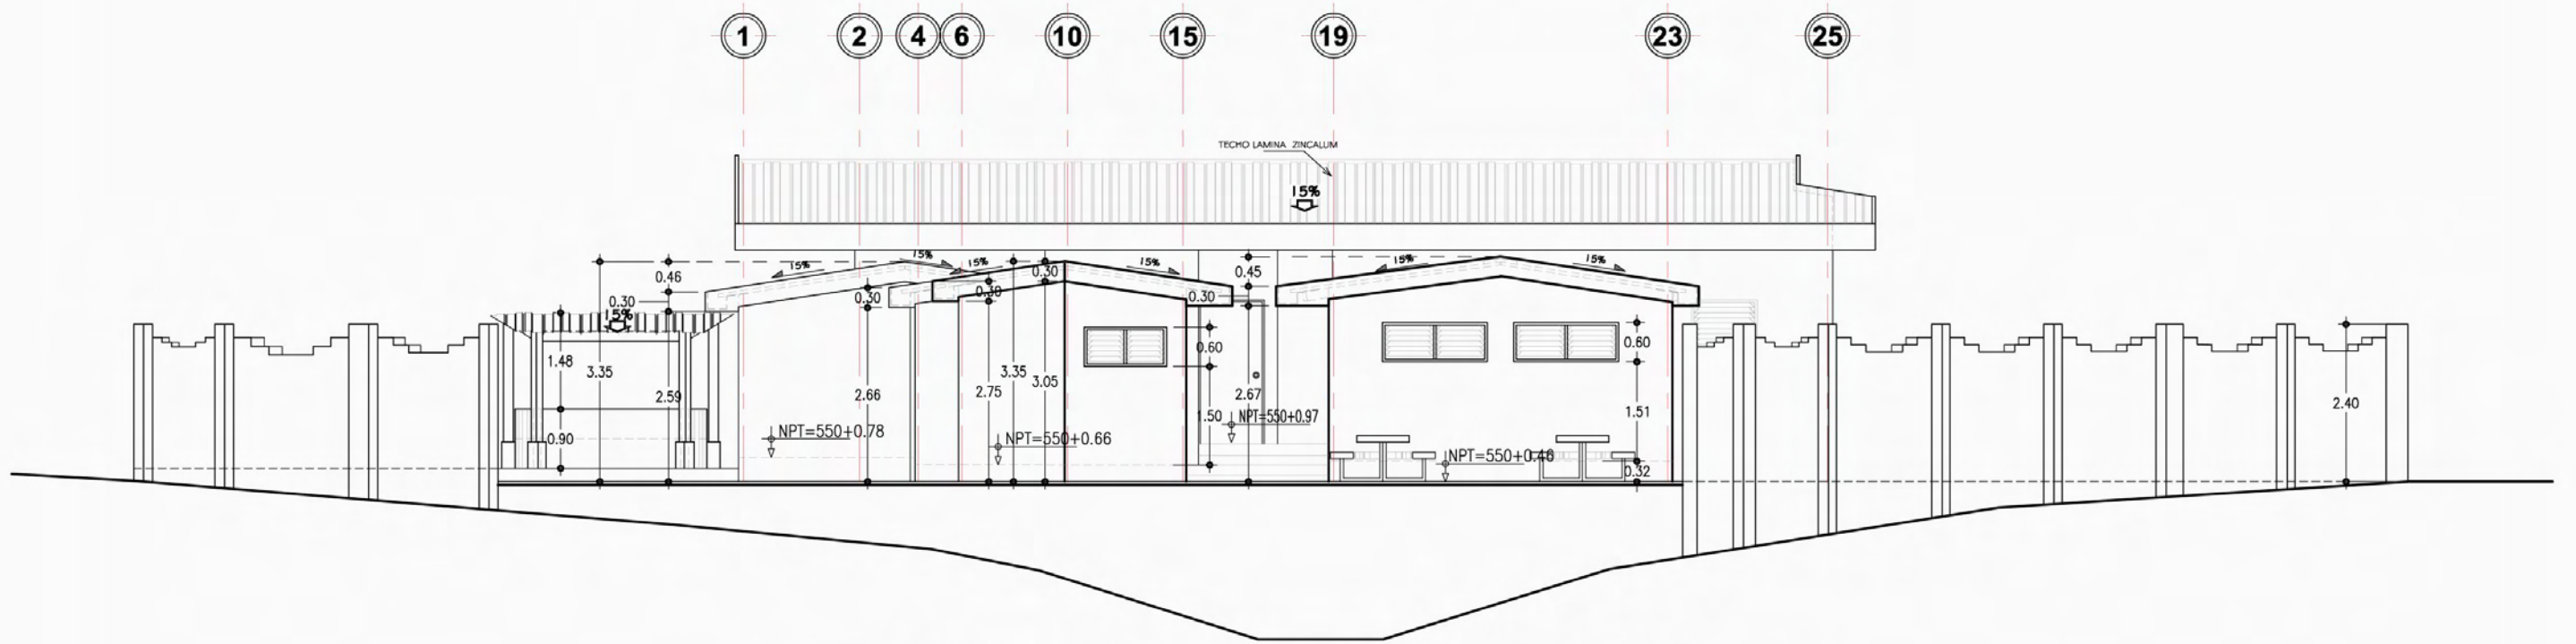 1 2 4 6 10 15 19 23 25
TECHO LAMINA ZINCALUM
15%
15% 15% 15% 15% 15% 15%
0.46 0.30 0.45
0.30 0.30 0.30 0.30
15%
0.60 0.60
1.48 3.35 3.35 3.05
2.59 2.66 2.75 2.67 2.40
1.50 NPT=550+0.97 1.51
0.90 NPT=550+0.78 NPT=550+0.66
NPT=550+0.46
0.32